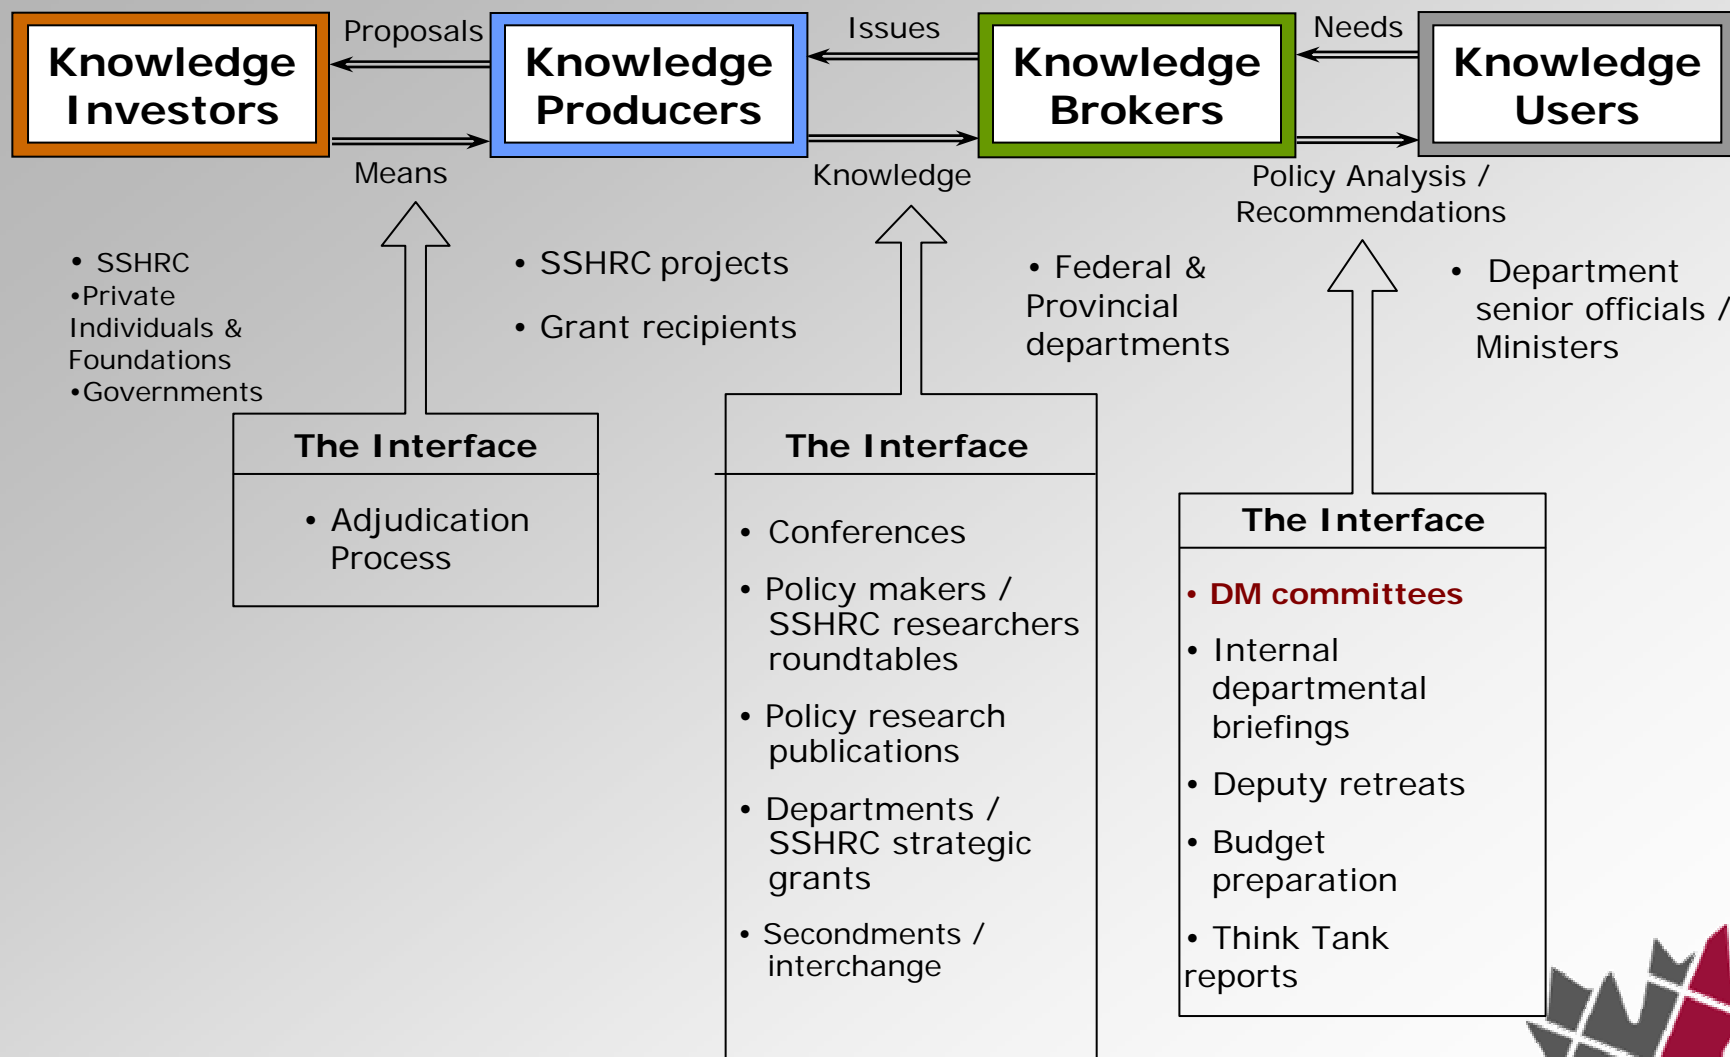 Proposals
Issues
Needs
Knowledge
Investors
Knowledge
Producers
Knowledge
Brokers
Knowledge
Users
Means
Knowledge
Policy Analysis /
Recommendations
• SSHRC
•Private
Individuals &
Foundations
•Governments
• SSHRC projects
• Grant recipients
• Federal &
Provincial
departments
• Department
senior officials /
Ministers
The Interface
• Adjudication
Process
The Interface
• Conferences
• Policy makers /
SSHRC researchers
roundtables
• Policy research
publications
• Departments /
SSHRC strategic
grants
• Secondments /
interchange
The Interface
• DM committees
• Internal
departmental
briefings
• Deputy retreats
• Budget
preparation
• Think Tank
reports